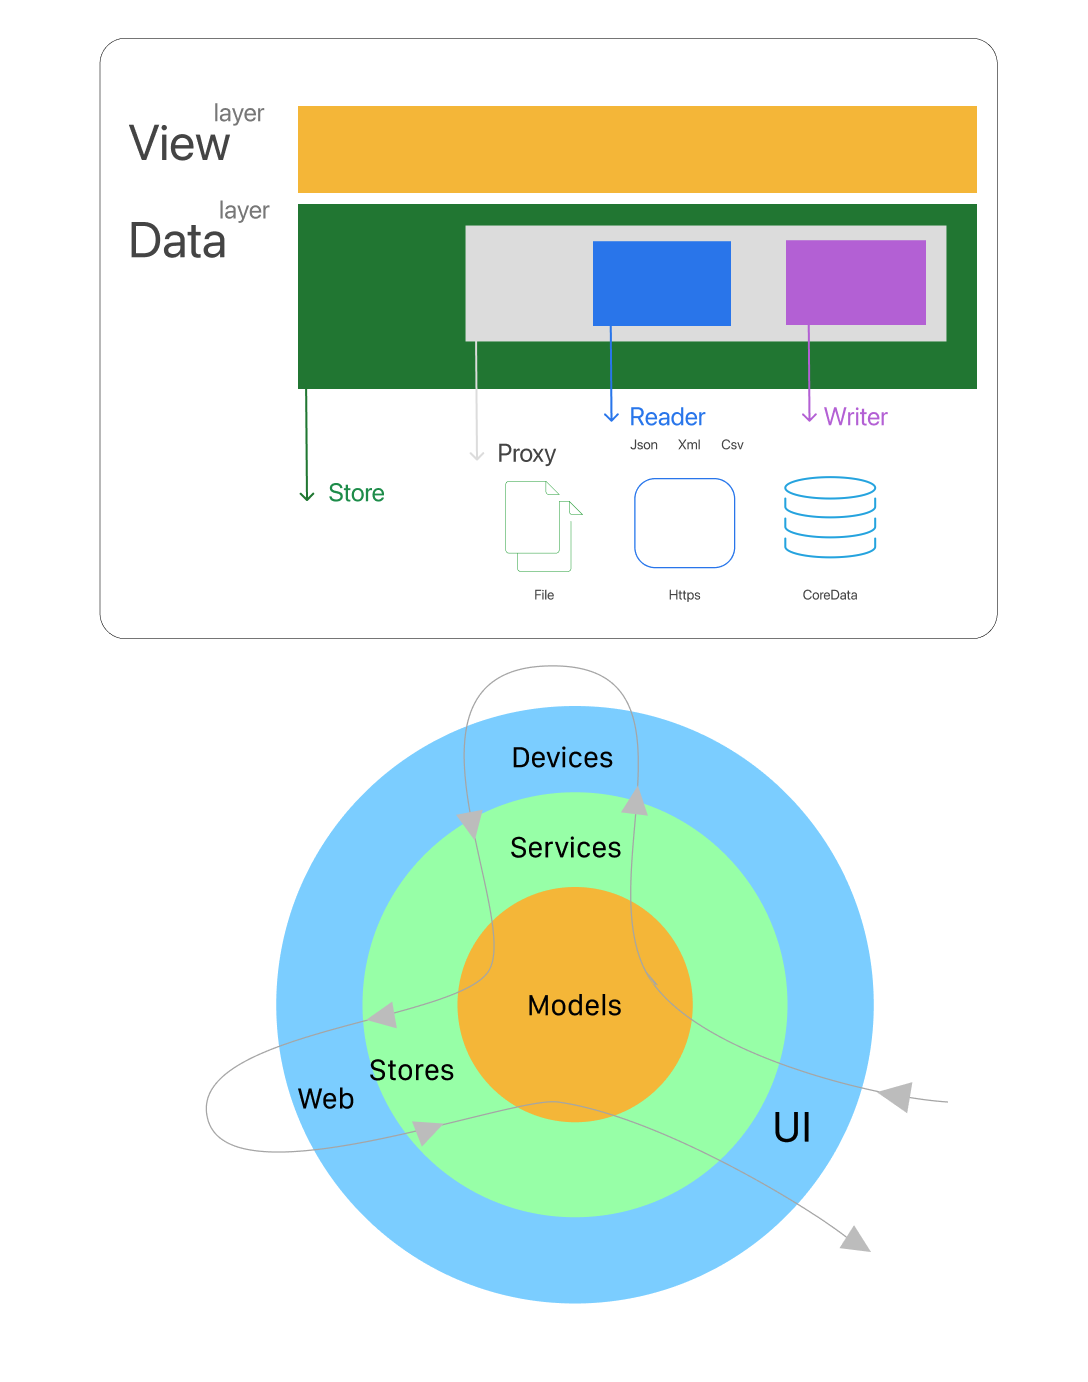 layer
View
layer
Data
Reader
Writer
Json Xml Csv
Proxy
Store
File Https CoreData
Devices
Services
Models
Stores
Web
UI